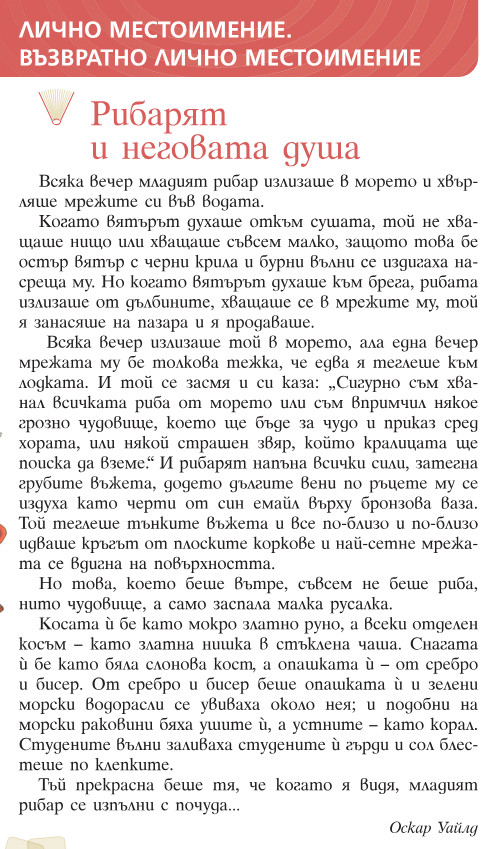 ЛИЧНО МЕСТОИМЕНИЕ.
ВЪЗВРАТНО ЛИЧНО МЕСТОИМЕНИЕ
Рибарят
и неговата душа
Всяка вечер младият рибар излизаше в морето и хвър-
ляше мрежите си във водата.
Когато вятърът духаше откъм сушата, той не хва-
щаше нищо или хващаше съвсем малко, защото това бе
остър вятър с черни крила и бурни вълни се издигаха на-
среща му. Но когато вятърът духаше към брега, рибата
излизаше от дълбините, хващаше се в мрежите му, той
я занасяше на пазара и я продаваше.
Всяка вечер излизаше той в морето, ала една вечер
мрежата му бе толкова тежка, че едва я теглеше към
лодката. И той се засмя и си каза: „Сигурно съм хва-
нал всичката риба от морето или съм впримчил някое
грозно чудовище, което ще бъде за чудо и приказ сред
хората, или някой страшен звяр, който кралицата ще
поиска да вземе.“ И рибарят напъна всички сили, затегна
грубите въжета, додето дългите вени по ръцете му се
издуха като черти от син емайл върху бронзова ваза.
Той теглеше тънките въжета и все по-близо и по-близо
идваше кръгът от плоските коркове и най-сетне мрежа-
та се вдигна на повърхността.
Но това, което беше вътре, съвсем не беше риба,
нито чудовище, а само заспала малка русалка.
Косата ѝ бе като мокро златно руно, а всеки отделен
косъм – като златна нишка в стъклена чаша. Снагата
ѝ бе като бяла слонова кост, а опашката ѝ – от сребро
и бисер. От сребро и бисер беше опашката ѝ и зелени
морски водорасли се увиваха около нея; и подобни на
морски раковини бяха ушите ѝ, а устните – като корал.
Студените вълни заливаха студените ѝ гърди и сол блес-
теше по клепките.
Тъй прекрасна беше тя, че когато я видя, младият
рибар се изпълни с почуда...
Оскар Уайлд